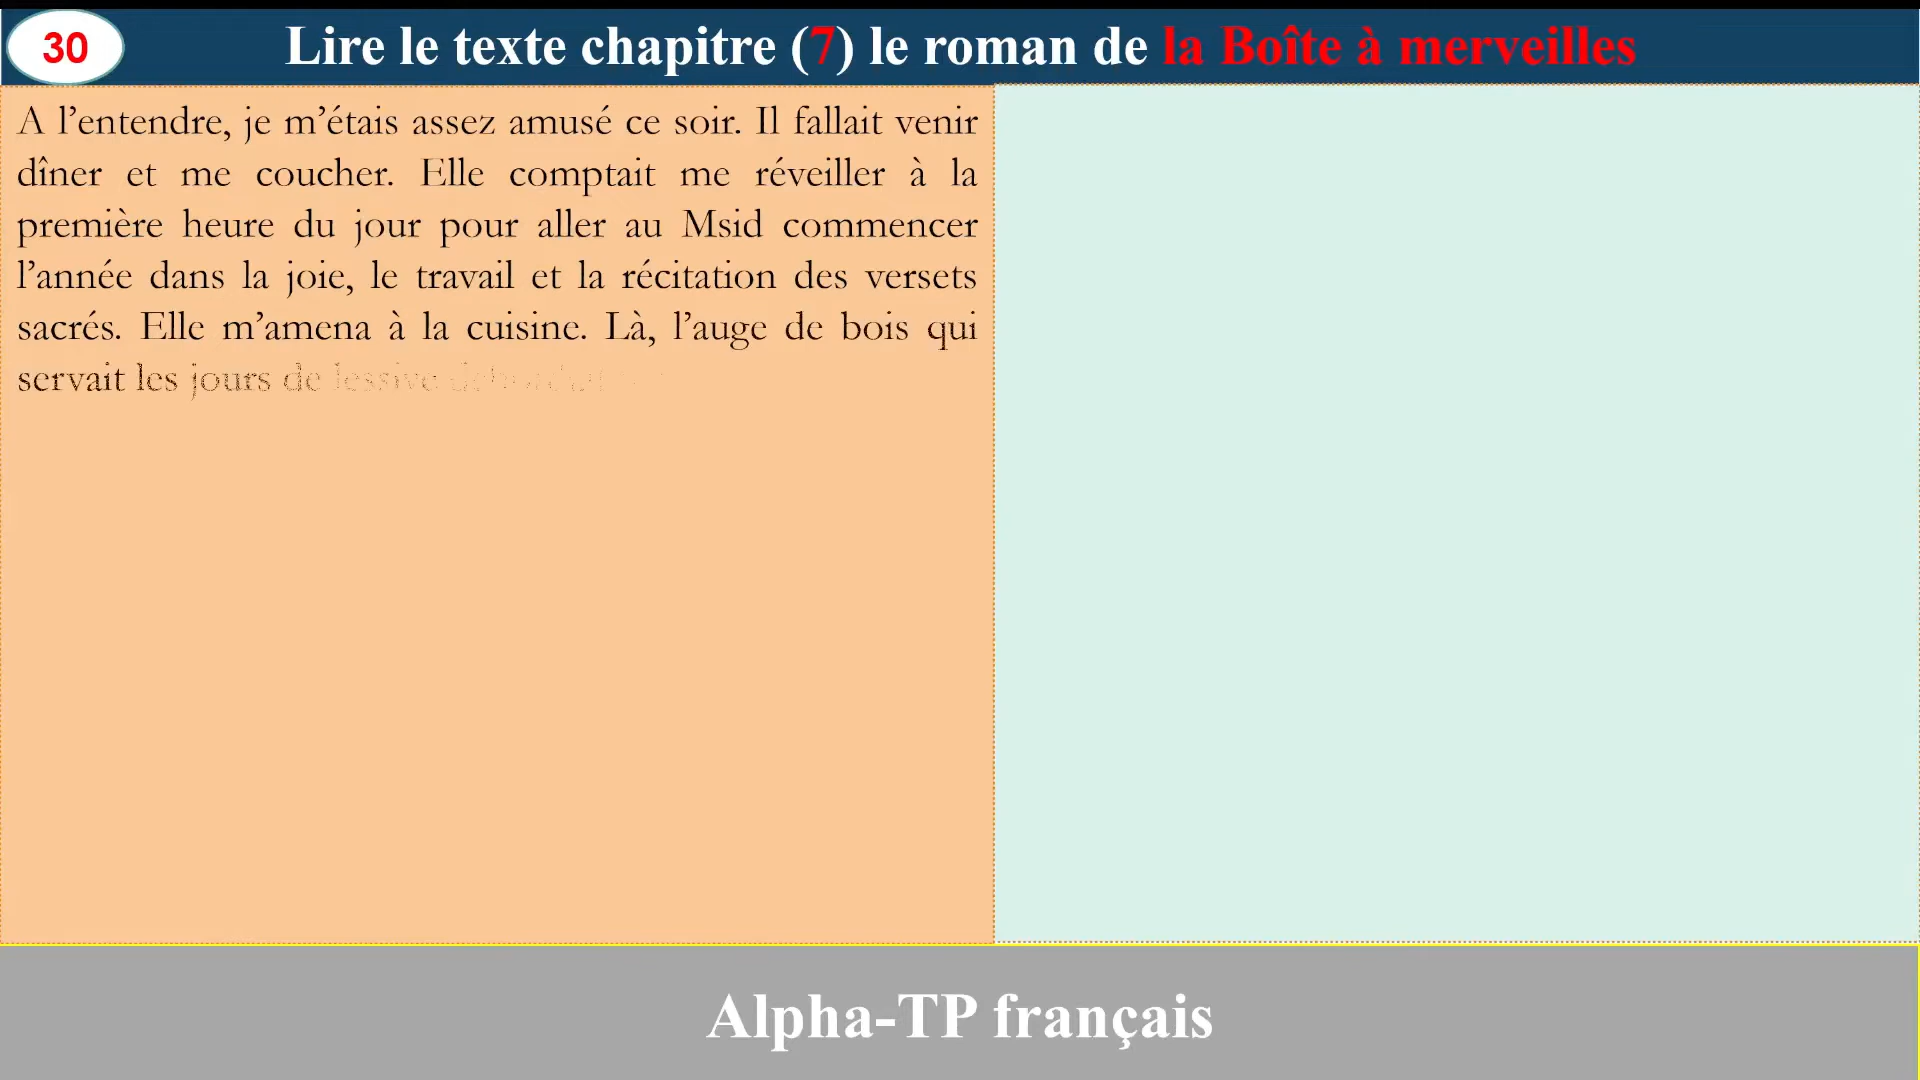 30
Lire le texte chapitre (7) le roman de la Boîte à merveilles
A l’entendre, je m’étais assez amusé ce soir. Il fallait venir
dîner et me coucher. Elle comptait me réveiller à la
première heure du jour pour aller au Msid commencer
l’année dans la joie, le travail et la récitation des versets
sacrés. Elle m’amena à la cuisine. Là, l’auge de bois qui
servait les jours de lessive
Alpha-TP français